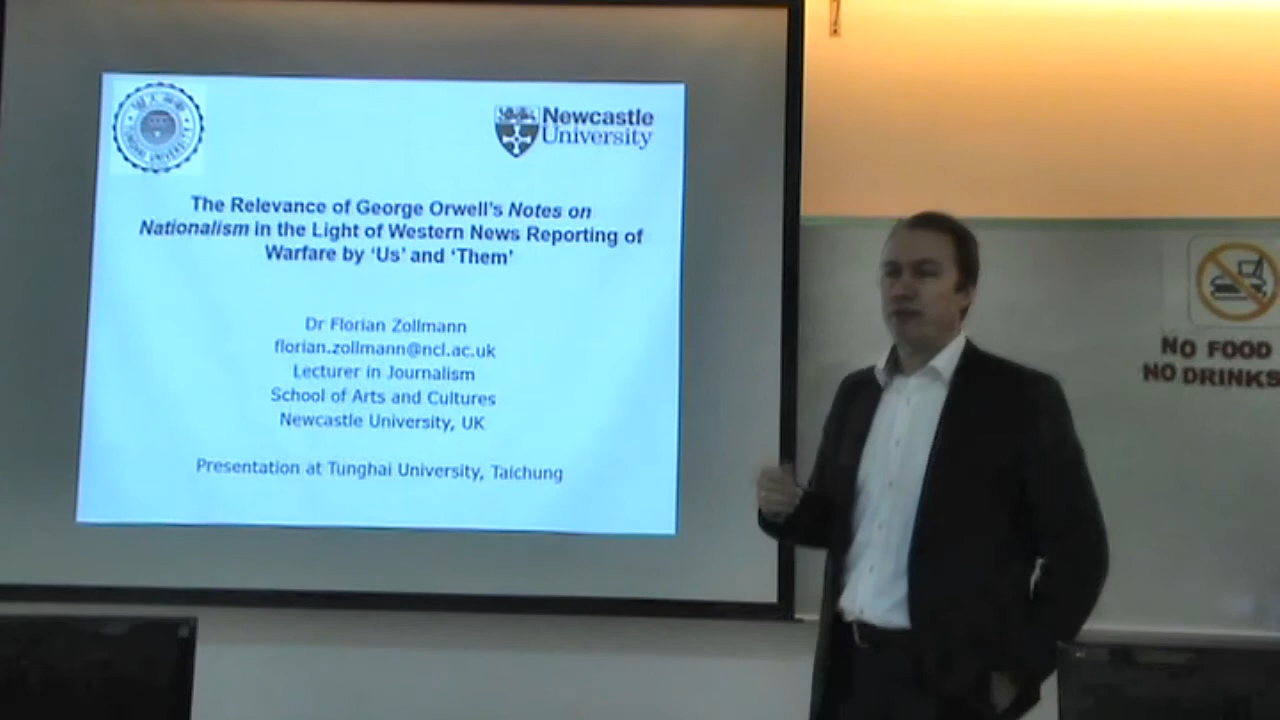 Newcastle
University
The Relevance of George Orwell's Notes on
Nationalism in the Light of Western News Reporting of
Warfare by 'Us' and 'Them'
Dr Florian Zollmann
florian.zollmann@ncl.ac.uk
Lecturer in Journalism
School of Arts and Cultures
Newcastle University, UK
Presentation at Tunghai University, Taichung
NO FOOD
NO DRINKS